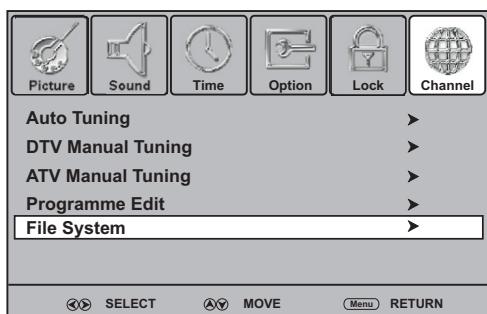 Picture Sound Time Option Lock Channel
Auto Tuning
DTV Manual Tuning
ATV Manual Tuning
Programme Edit
File System
SELECT MOVE Menu RETURN